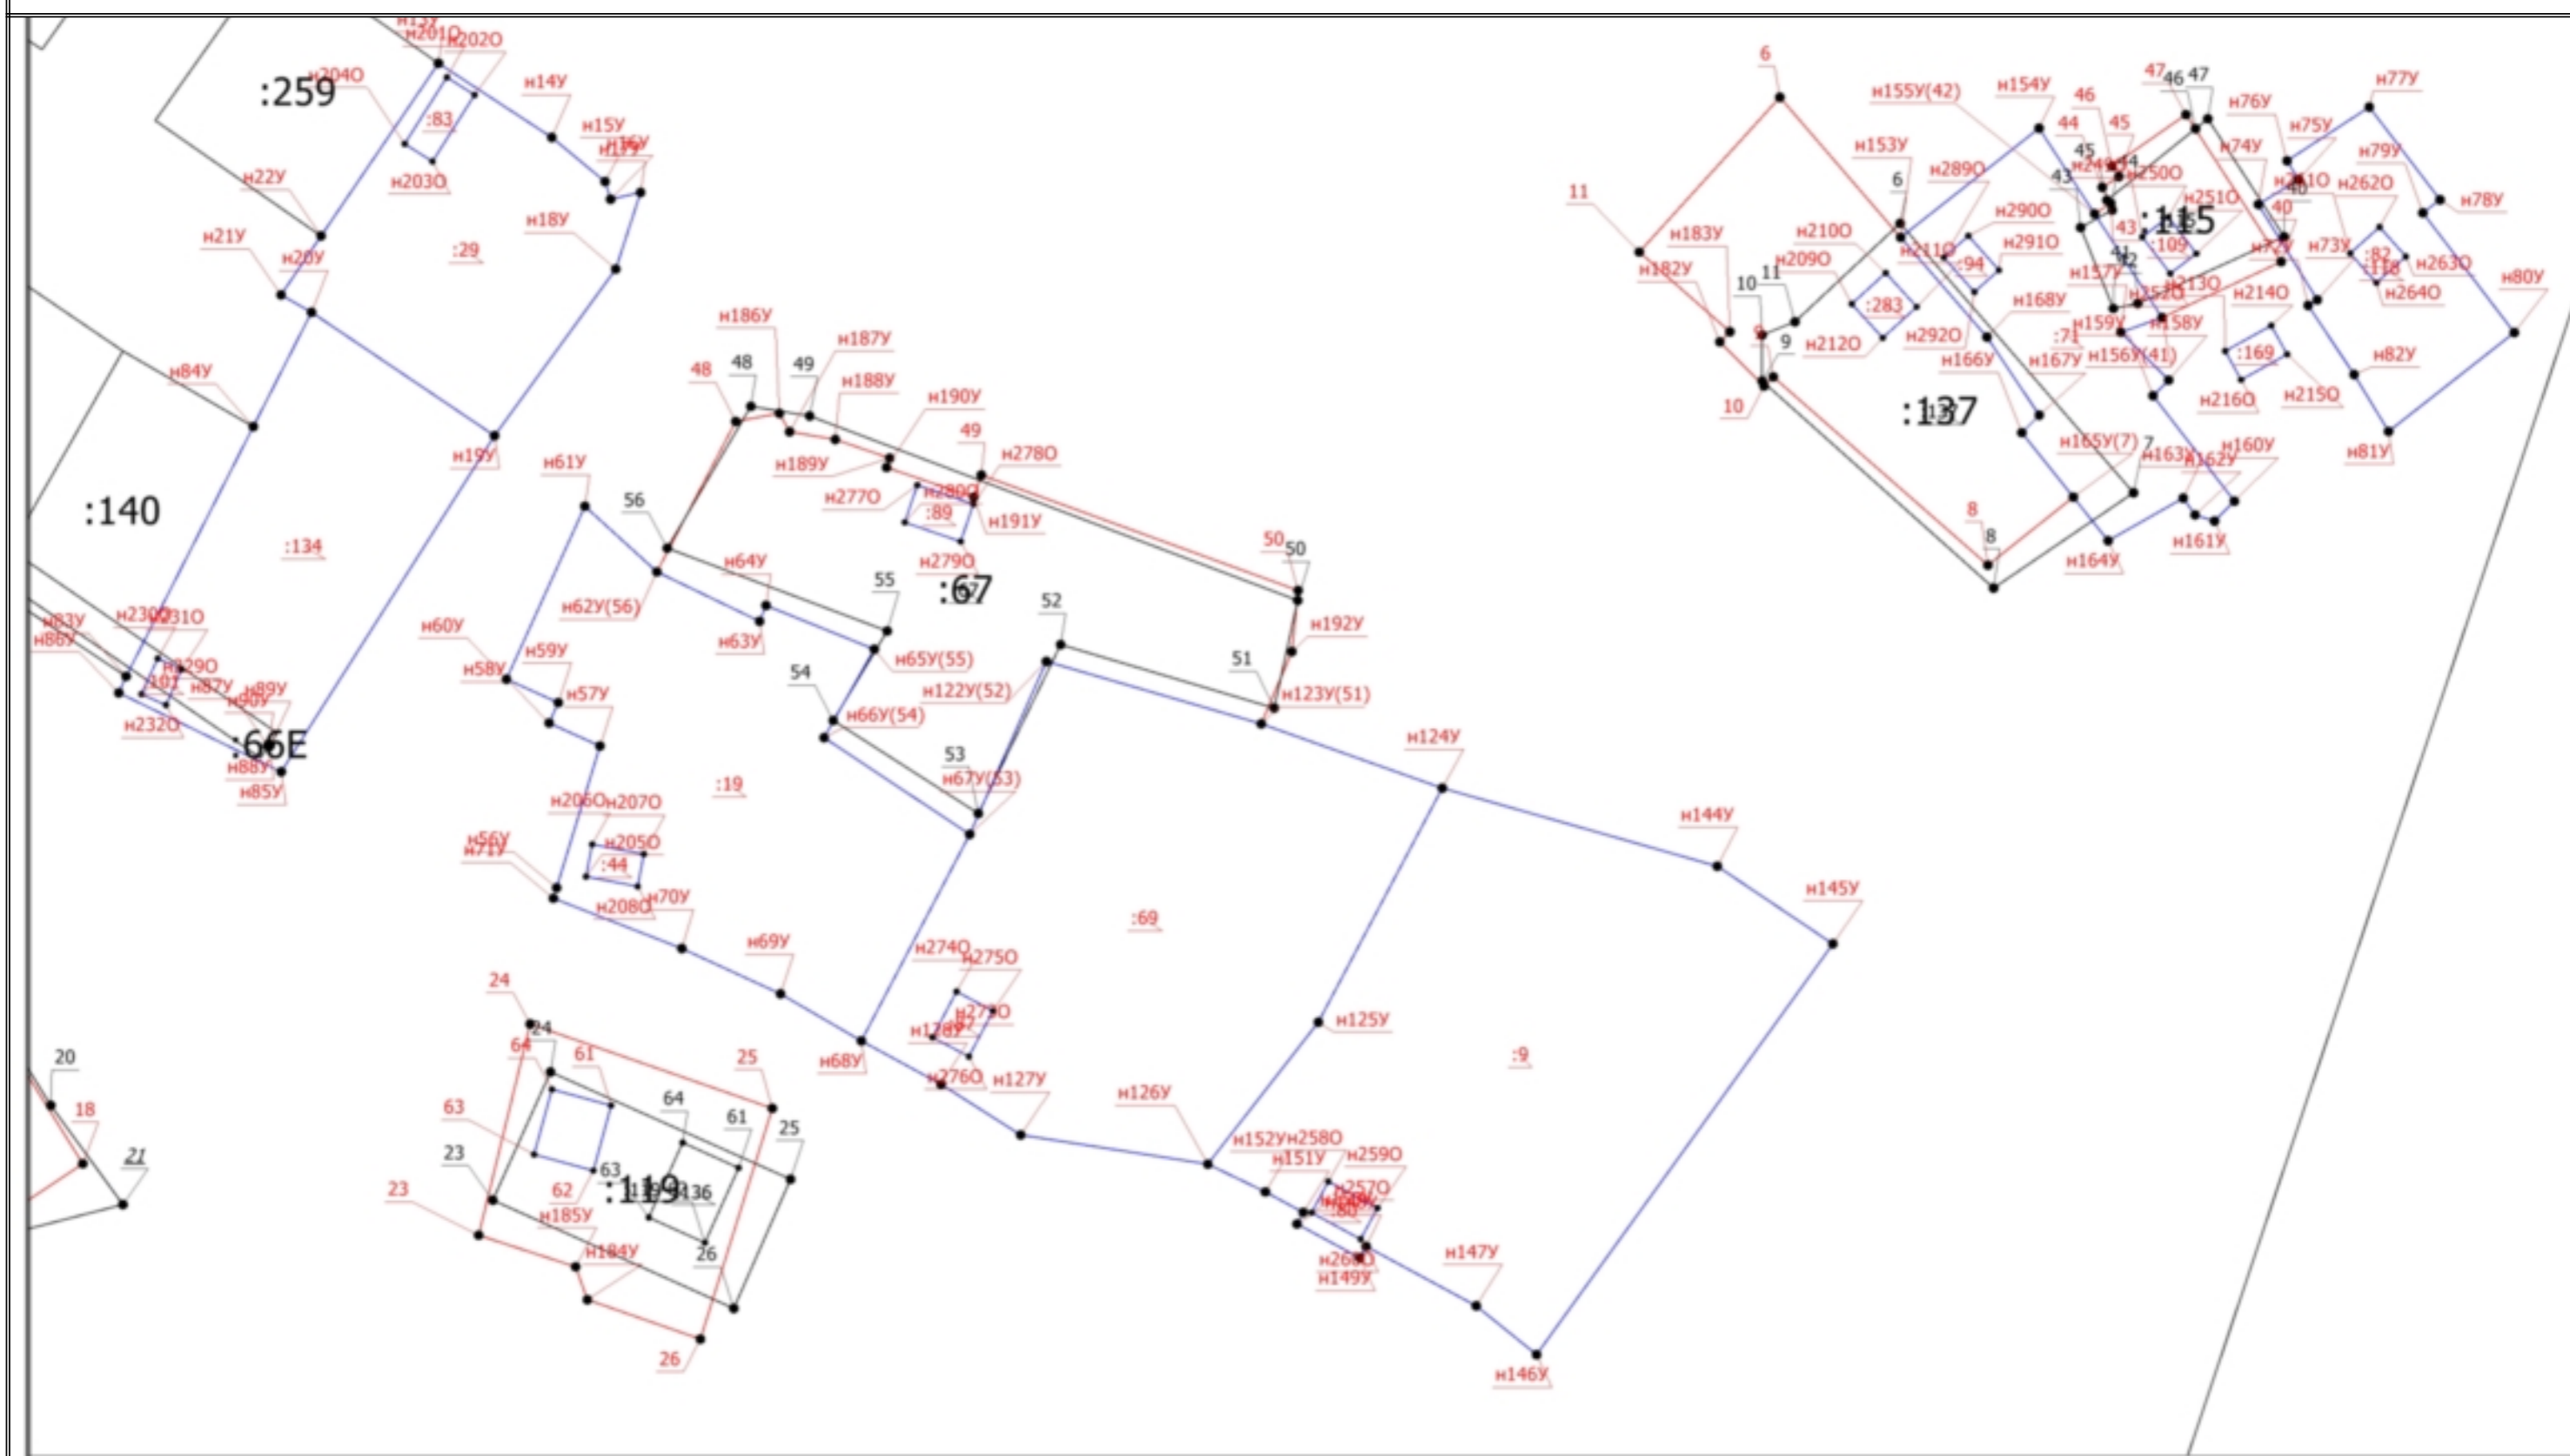 н13У
н201О
н202О
н204О
:259
:83
н14У
н15У
н203О
н22У
н18У
н21У
н20У
:29
н84У
н19У
:140
:134
н83У
н86У
н230О
н231О
н229О
н87У
н89У
н90У
н232О
:66Е
н88У
н85У
6
н155У(42)
н154У
47
46
47
н77У
46
45
44
н76У
н75У
н153У
45
44
н74У
н79У
11
6
н289О
43
н250О
н262О
40
н78У
н183У
н210О
н290О
43
:115
н251О
40
н182У
н209О
н211О
н291О
:94
:109
н73У
:82
н263О
н80У
10
11
:283
н157У
н213О
н214О
н264О
9
9
н212О
н292О
н168У
н252О
н159У
н158У
:169
10
н166У
н167У
н156У(41)
н82У
:137
н216О
н215О
7
н165У(7)
н163У
н162У
н160У
н81У
8
8
н164У
н161У
н186У
н187У
48
48
49
н188У
н190У
49
н61У
н189У
н278О
56
н277О
н280О
:89
н191У
н64У
55
н279О
:67
50
50
н62У(56)
н63У
52
н192У
н60У
н59У
н65У(55)
51
н58У
н57У
54
н122У(52)
н123У(51)
н66У(54)
н124У
53
н67У(53)
:19
н206О
н207О
н144У
н56У
н71У
н205О
:44
н145У
н208О
н70У
:69
н69У
н274О
н275О
24
н273О
н125У
24
н128У
64
61
25
н68У
:9
н276О
н127У
20
64
н126У
18
63
61
25
н152У
н258О
21
23
63
н151У
н259О
:119
136
н257О
23
62
:80
н185У
н184У
26
н260О
н149У
н147У
26
н146У